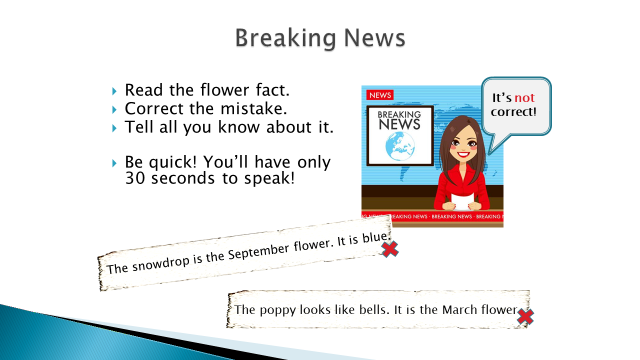 Breaking News
Read the flower fact.
Correct the mistake.
Tell all you know about it.
Be quick! You'll have only
30 seconds to speak!
NEWS
BREAKING
NEWS
It's not
correct!
BREAKING NEWS · BREAKING NEWS · BREAKING
The snowdrop is the September flower. It is blue.
The poppy looks like bells. It is the March flower